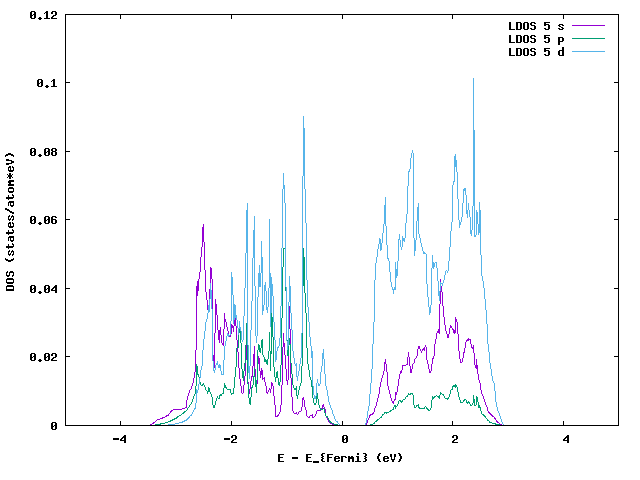 0.12
0.1
0.08
0.06
0.04
0.02
0
DOS (states/atom*eV)
LDOS 5 s
LDOS 5 p
LDOS 5 d
-4 -2 0 2 4
E - E_{Fermi} (eV)